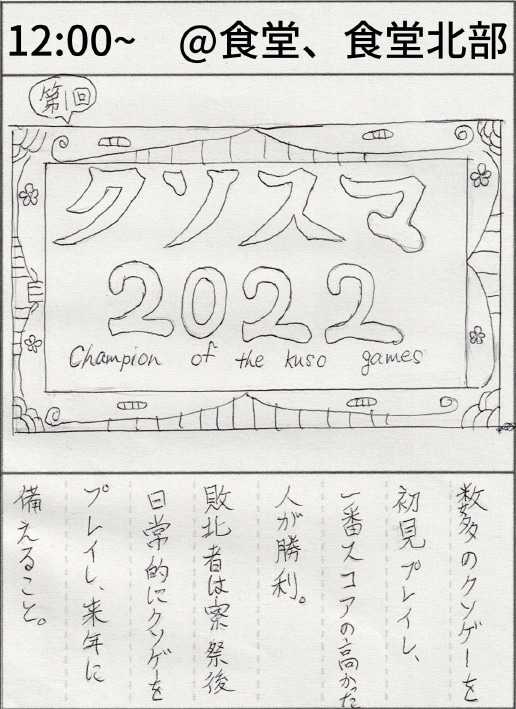 12:00~ @食堂、食堂北部
第1回
クソスマ
2022
Champion of the kuso games
数多のクソゲーを
初見プレイし、
一番スコアの高かった
人が勝利。
敗北者は寮祭後
日常的にクソゲーを
プレイし、来年に
備えること。